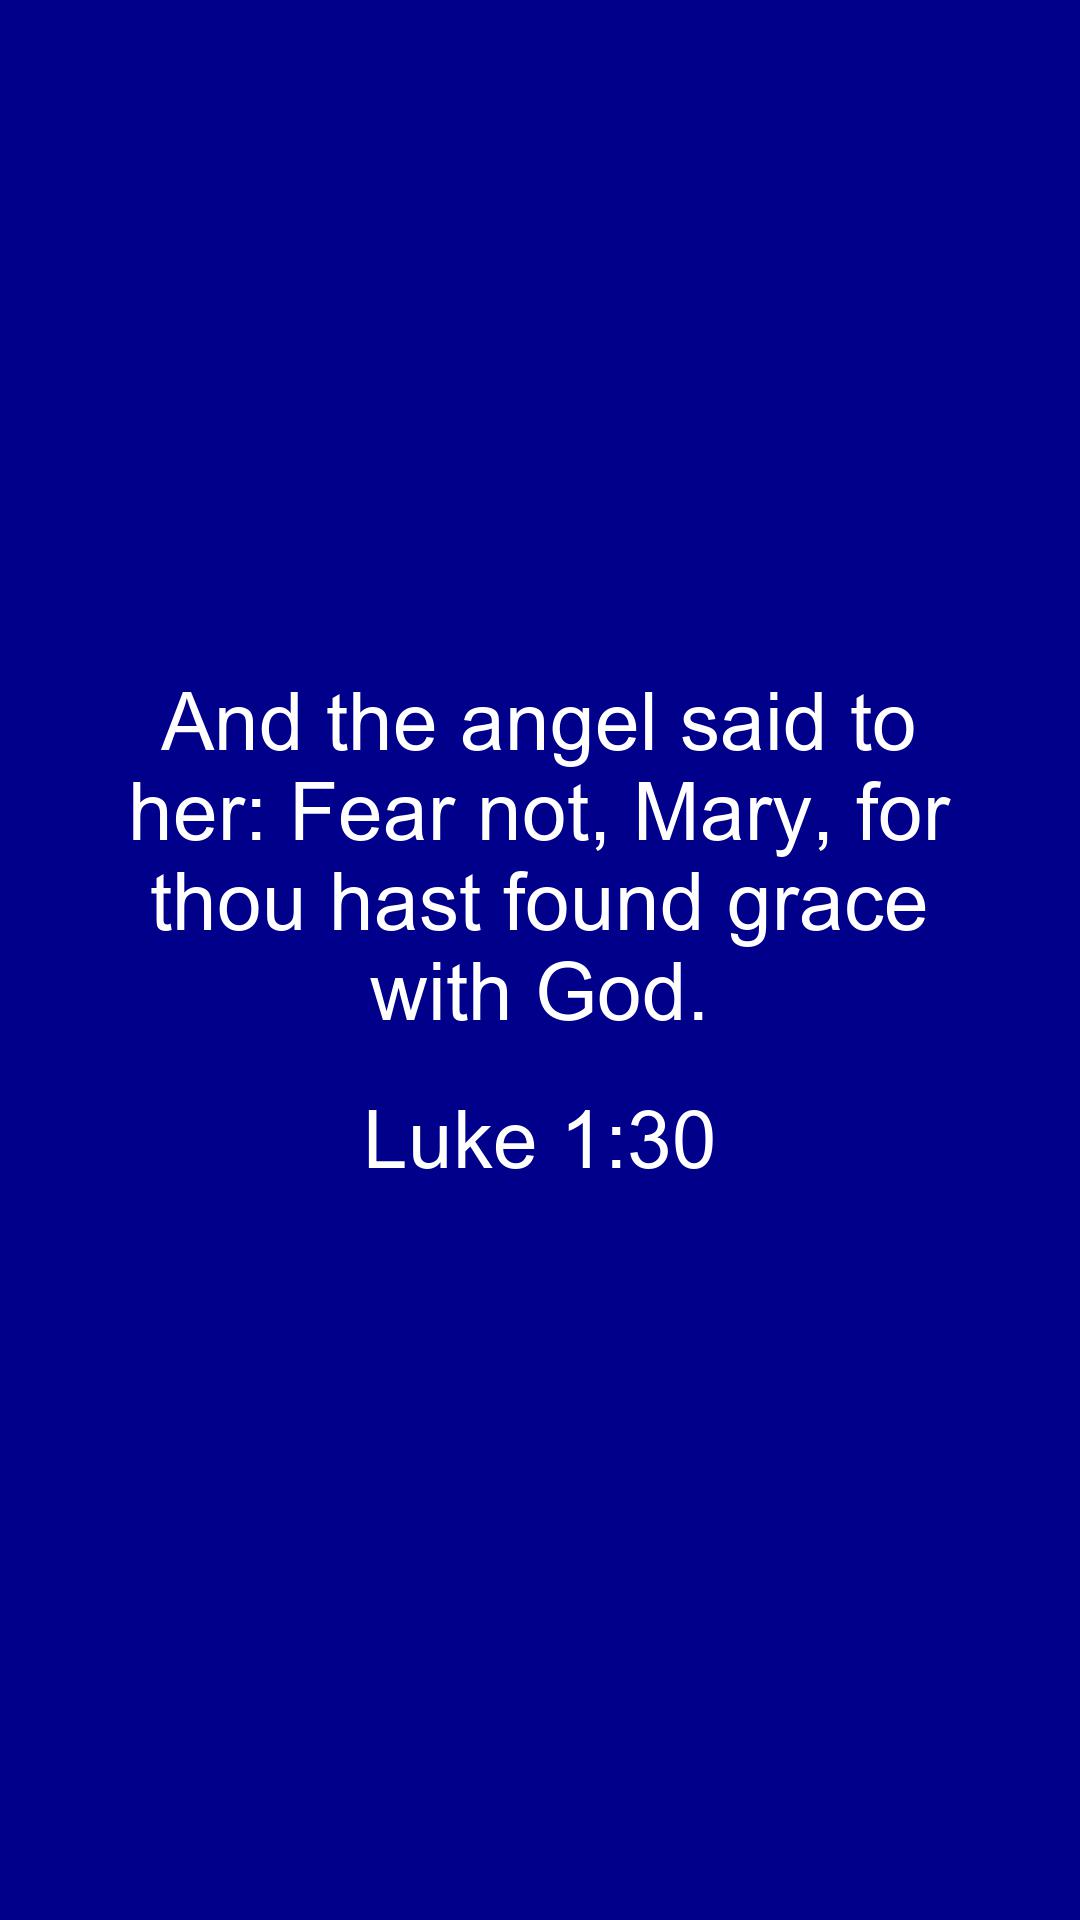 And the angel said to
her: Fear not, Mary, for
thou hast found grace
with God.
Luke 1:30